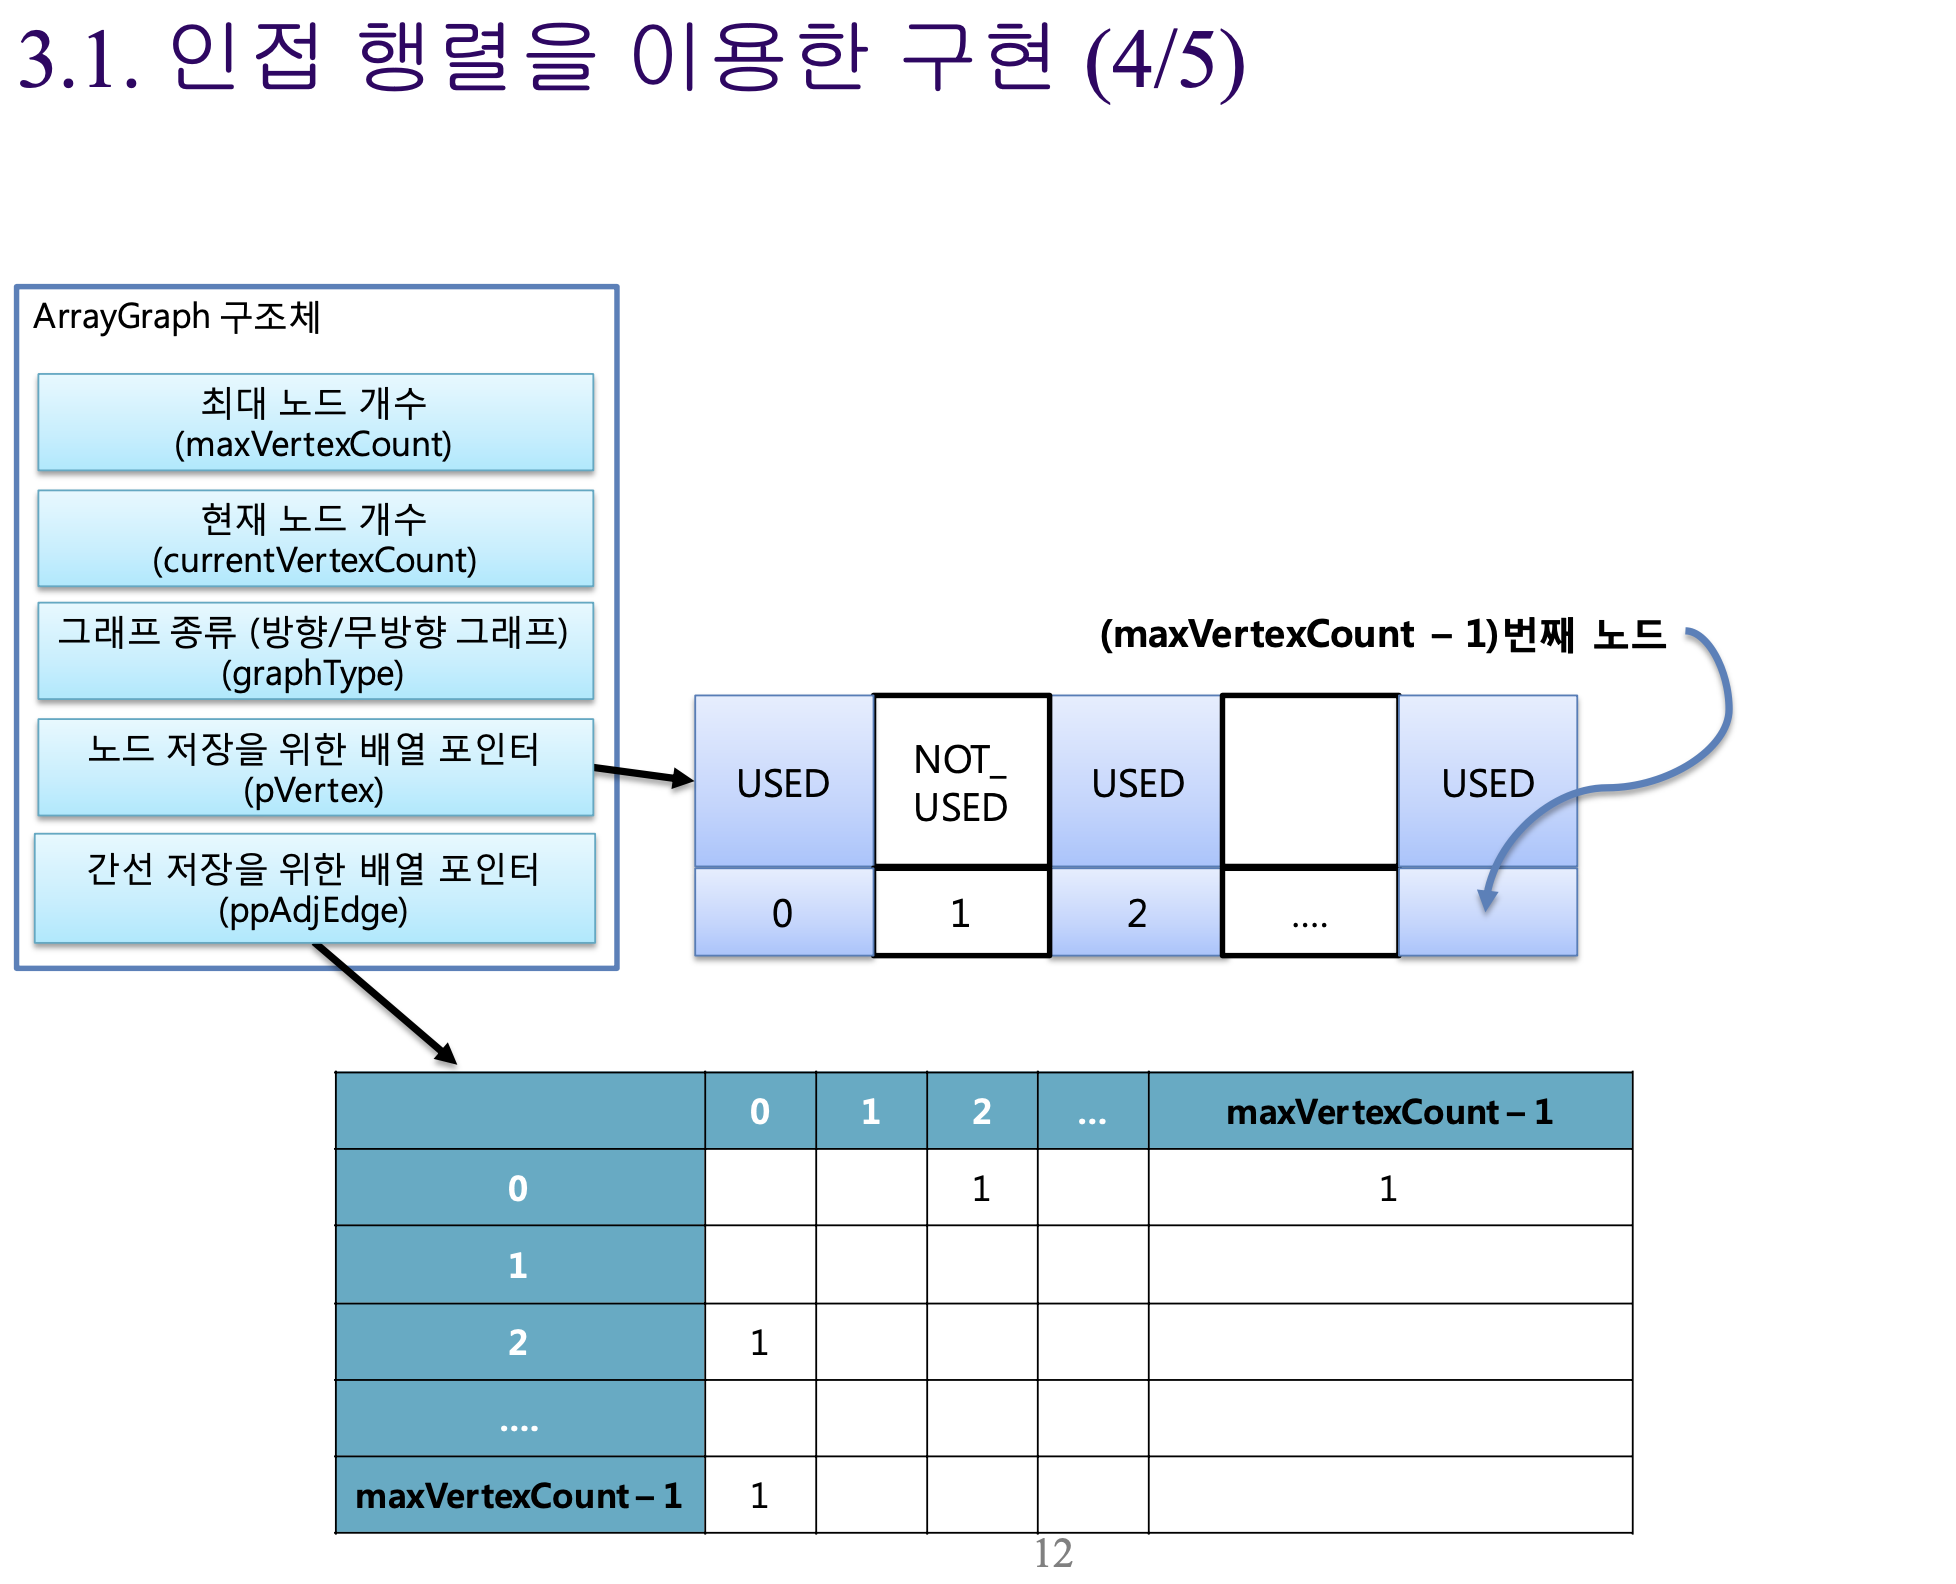 3.1. 인접 행렬을 이용한 구현 (4/5)
ArrayGraph 구조체
최대 노드 개수
(maxVertexCount)
현재 노드 개수
(currentVertexCount)
그래프 종류 (방향/무방향 그래프)
(graphType)
노드 저장을 위한 배열 포인터
(pVertex)
간선 저장을 위한 배열 포인터
(ppAdjEdge)
(maxVertexCount – 1)번째 노드
USED NOT_ USED USED
USED
0 1 2 ....
0 1 2 ... maxVertexCount – 1
0 1 1
1
2 1
....
maxVertexCount – 1 1
12